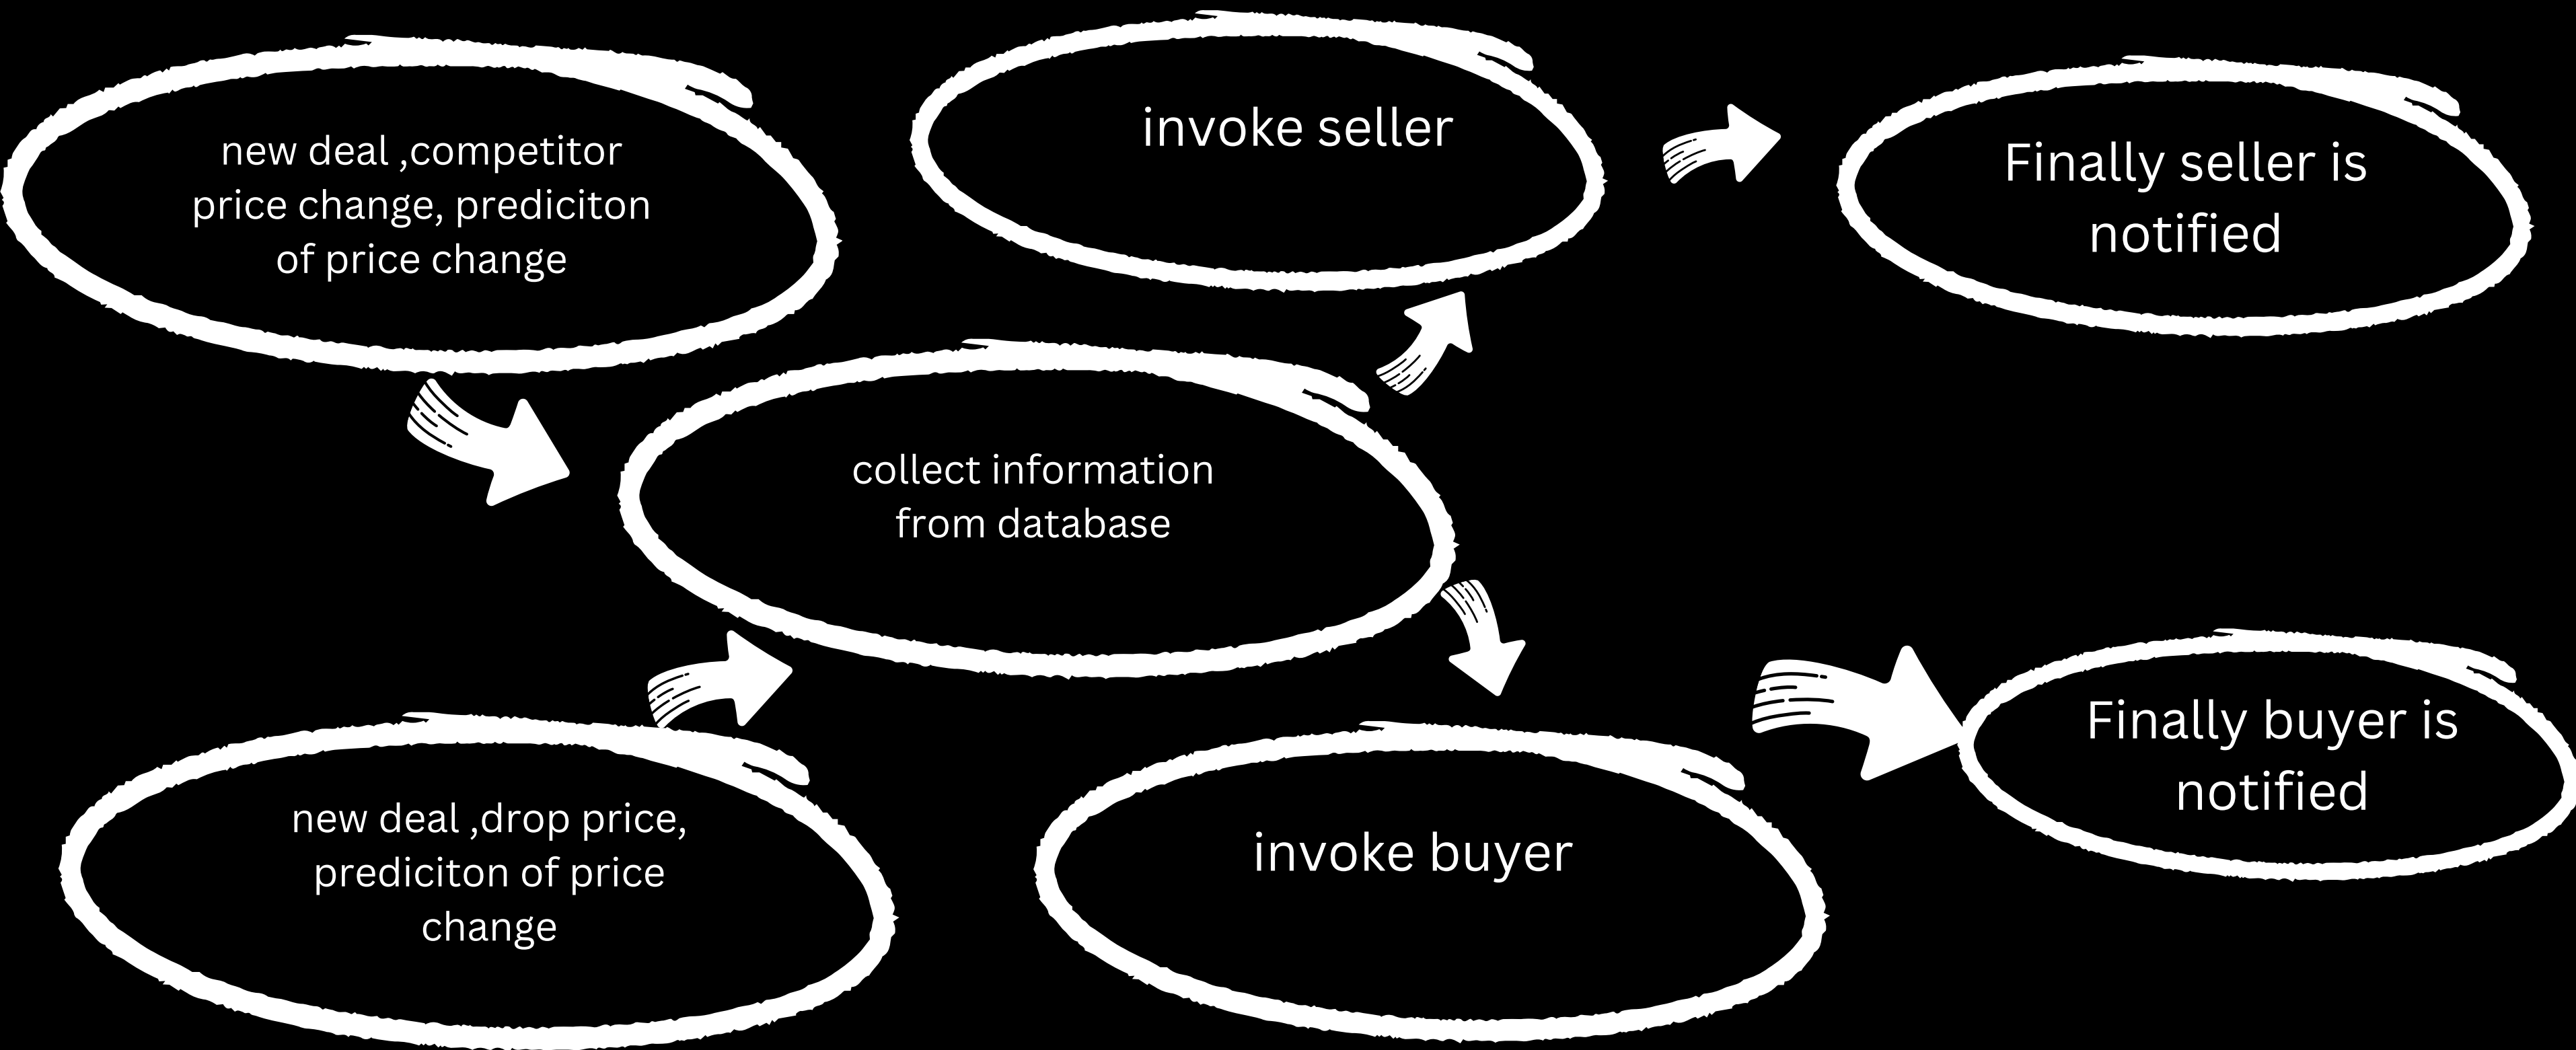 new deal ,competitor
price change, prediciton
of price change
invoke seller
Finally seller is
notified
collect information
from database
new deal ,drop price,
prediciton of price
change
invoke buyer
Finally buyer is
notified